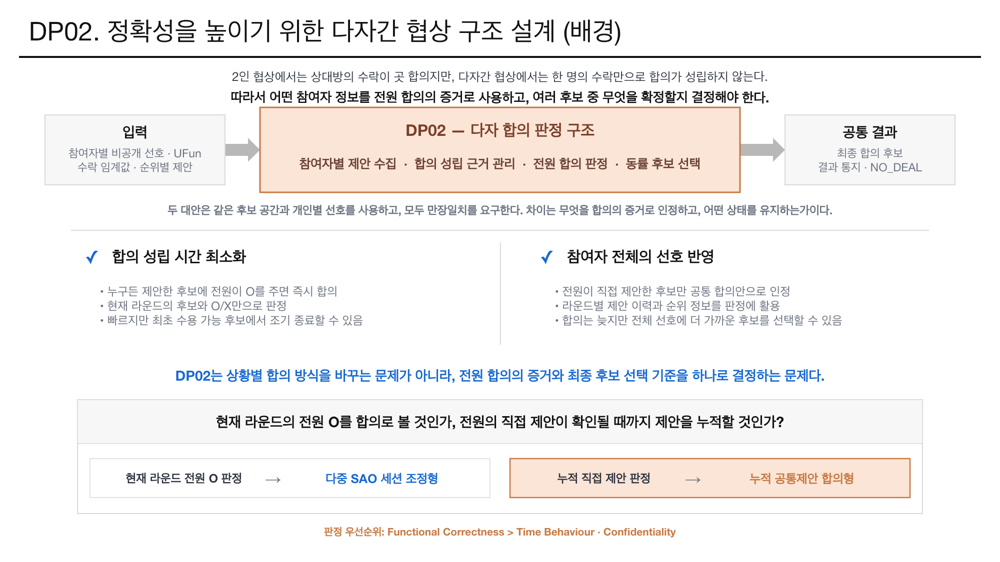 DP02. 정확성을 높이기 위한 다자간 협상 구조 설계 (배경)
2인 협상에서는 상대방의 수락이 곳 합의지만, 다자간 협상에서는 한 명의 수락만으로 합의가 성립하지 않는다.
따라서 어떤 참여자 정보를 전원 합의의 증거로 사용하고, 여러 후보 중 무엇을 확정할지 결정해야 한다.
입력
참여자별 비공개 선호 · UFun
수락 임계값 · 순위별 제안
DP02 — 다자 합의 판정 구조
참여자별 제안 수집 · 합의 성립 근거 관리 · 전원 합의 판정 · 동률 후보 선택
공통 결과
최종 합의 후보
결과 통지 · NO_DEAL
두 대안은 같은 후보 공간과 개인별 선호를 사용하고, 모두 만장일치를 요구한다. 차이는 무엇을 합의의 증거로 인정하고, 어떤 상태를 유지하는가이다.
✓ 합의 성립 시간 최소화
• 누구든 제안한 후보에 전원이 O를 주면 즉시 합의
• 현재 라운드의 후보와 O/X만으로 판정
• 빠르지만 최초 수용 가능 후보에서 조기 종료할 수 있음
✓ 참여자 전체의 선호 반영
• 전원이 직접 제안한 후보만 공통 합의안으로 인정
• 라운드별 제안 이력과 순위 정보를 판정에 활용
• 합의는 늦지만 전체 선호에 더 가까운 후보를 선택할 수 있음
DP02는 상황별 합의 방식을 바꾸는 문제가 아니라, 전원 합의의 증거와 최종 후보 선택 기준을 하나로 결정하는 문제다.
현재 라운드의 전원 O를 합의로 볼 것인가, 전원의 직접 제안이 확인될 때까지 제안을 누적할 것인가?
현재 라운드 전원 O 판정 → 다중 SAO 세션 조정형
누적 직접 제안 판정 → 누적 공통제안 합의형
판정 우선순위: Functional Correctness > Time Behaviour · Confidentiality